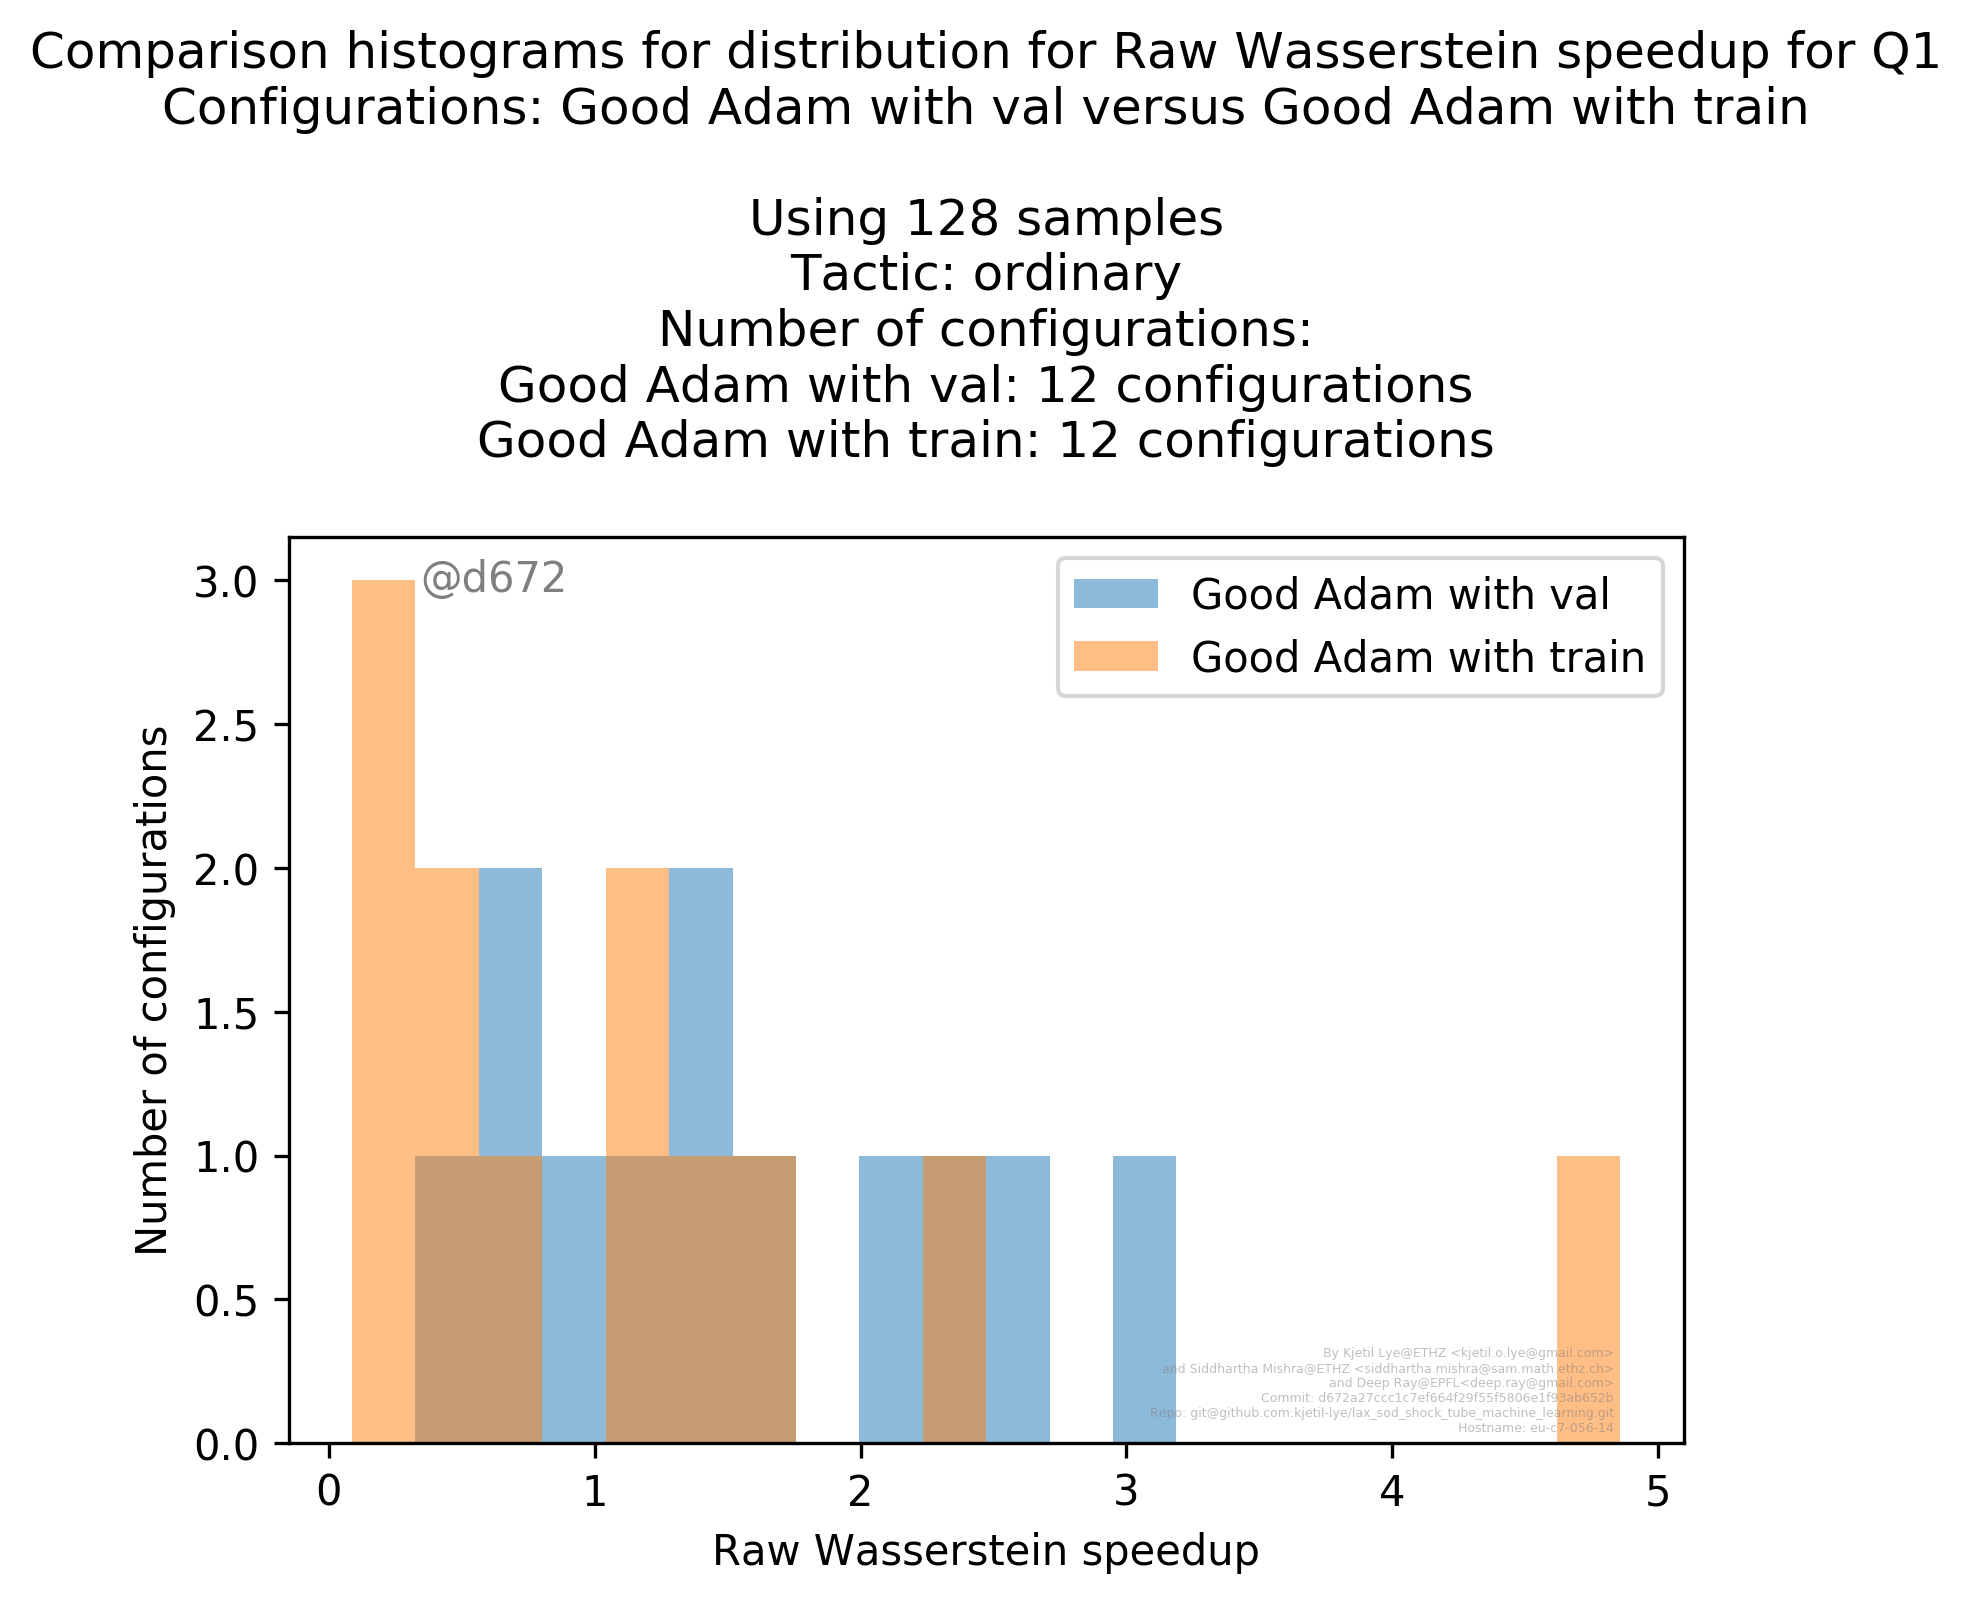 Comparison histograms for distribution for Raw Wasserstein speedup for Q1
Configurations: Good Adam with val versus Good Adam with train
Using 128 samples
Tactic: ordinary
Number of configurations:
Good Adam with val: 12 configurations
Good Adam with train: 12 configurations
@d672
Good Adam with val
Good Adam with train
3.0
2.5
2.0
1.5
1.0
0.5
0.0
Number of configurations
By Kjetil Lye@ETHZ <kjetil.o.lye@gmail.com>
and Siddhartha Mishra@ETHZ <siddhartha.mishra@sam.math.ethz.ch>
and Deep Ray@EPFL<deep.ray@gmail.com>
Commit: d672a27ccc1c7ef664f29f55f5806e1f93ab652b
Repo: git@github.com:kjetil-lye/lax_sod_shock_tube_machine_learning.git
Hostname: eu-c7-056-14
0 1 2 3 4 5
Raw Wasserstein speedup